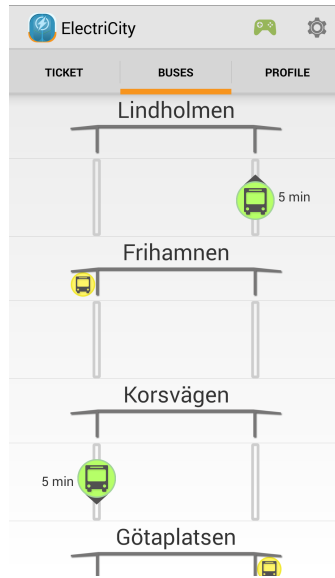 ElectriCity
TICKET BUSES PROFILE
Lindholmen
5 min
Frihamnen
Korsvägen
5 min
Götaplatsen